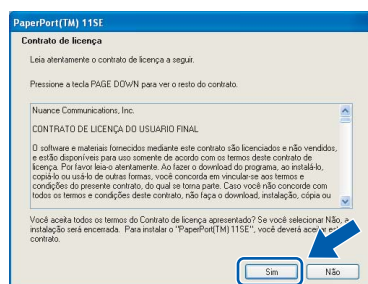 PaperPort(TM) 11SE
Contrato de licença
Leia atentamente o contrato de licença a seguir.
Pressione a tecla PAGE DOWN para ver o resto do contrato.
Nuance Communications, Inc.
CONTRATO DE LICENÇA DO USUARIO FINAL
O software e materiais fornecidos mediante este contrato são licenciados e não vendidos,
e estão disponíveis para uso somente de acordo com os termos deste contrato de
licença. Por favor leia-o atentamente. Ao fazer o download do programa, ao instalá-lo,
copiá-lo ou usá-lo de outras formas, você concorda em vincular-se aos termos e
condições do presente contrato, do qual se torna parte. Caso você não concorde com
todos os termos e condições deste contrato, não faça o download, instalação, cópia ou
Você aceita todos os termos do Contrato de licença apresentado? Se você selecionar Não, a
instalação será encerrada. Para instalar o "PaperPort(TM) 11SE", você deverá aceitar
contrato.
Sim
Não